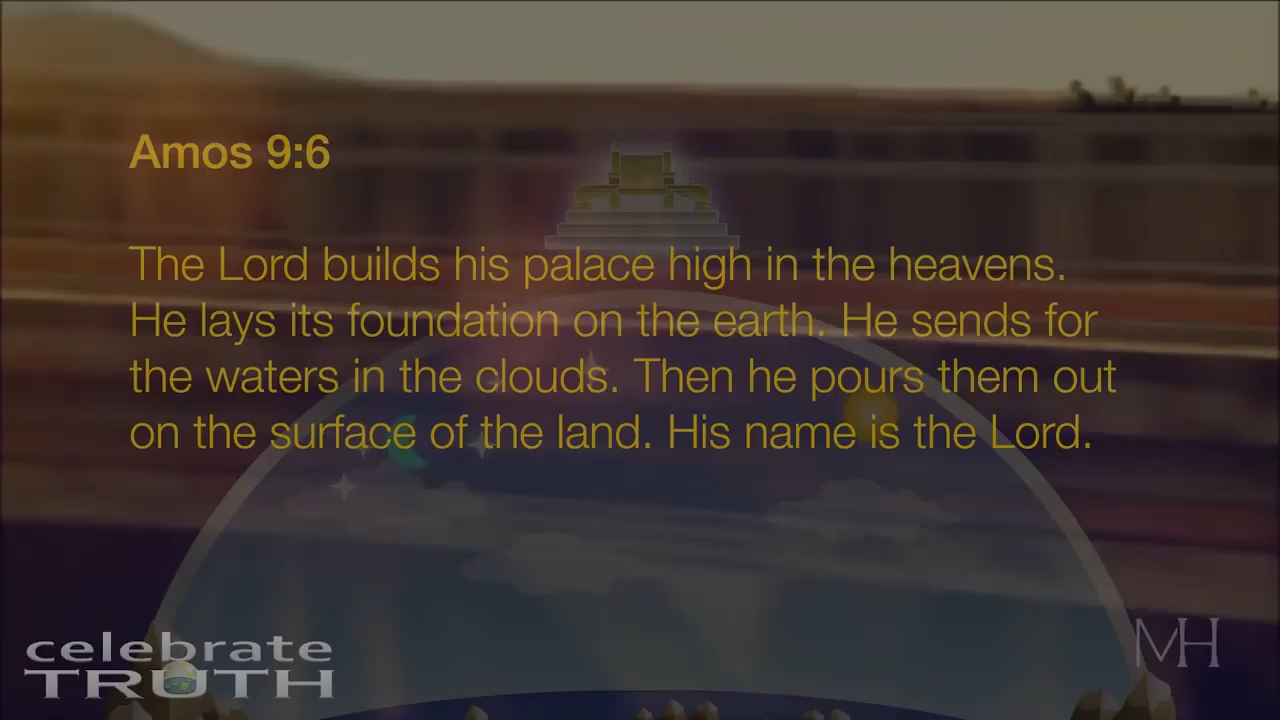 Amos 9:6
The Lord builds his palace high in the heavens.
He lays its foundation on the earth. He sends for
the waters in the clouds. Then he pours them out
on the surface of the land. His name is the Lord.
celebrate
TRUTH
MH